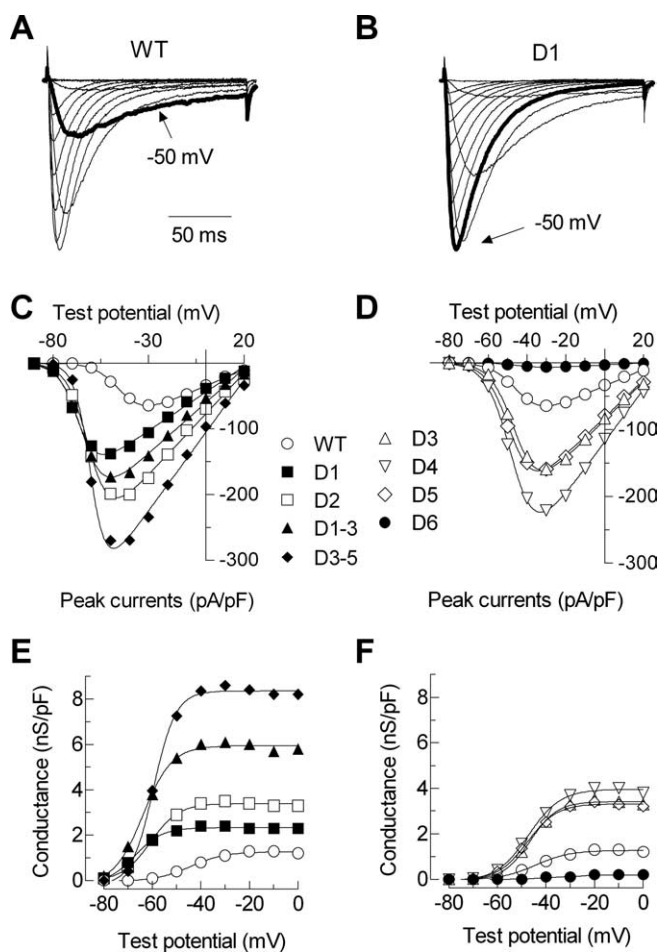 A
WT
-50 mV
50 ms
B
D1
-50 mV
C
Test potential (mV)
-80 -30 20
-100
-200
-300
Peak currents (pA/pF)
WT
D1
D2
D1-3
D3-5
D3
D4
D5
D6
D
Test potential (mV)
-80 -60 -40 -20 20
-100
-200
-300
Peak currents (pA/pF)
E
Conductance (nS/pF)
8
6
4
2
0
-80 -60 -40 -20 0
Test potential (mV)
F
Conductance (nS/pF)
8
6
4
2
0
-80 -60 -40 -20 0
Test potential (mV)